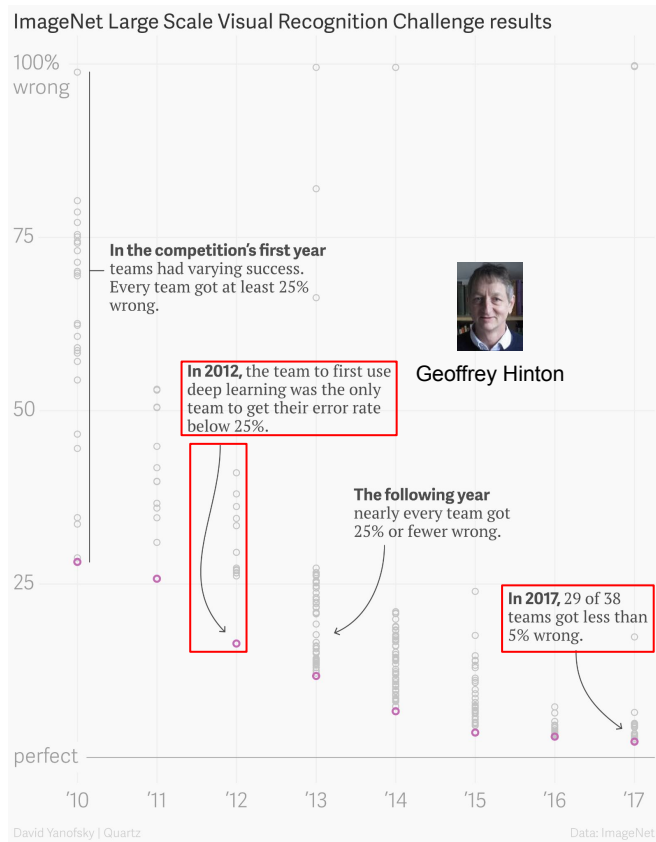 ImageNet Large Scale Visual Recognition Challenge results
100%
wrong
75
In the competition’s first year
teams had varying success.
Every team got at least 25%
wrong.
Geoffrey Hinton
In 2012, the team to first use
deep learning was the only
team to get their error rate
below 25%.
50
The following year
nearly every team got
25% or fewer wrong.
25
In 2017, 29 of 38
teams got less than
5% wrong.
perfect
’10 ’11 ’12 ’13 ’14 ’15 ’16 ’17
David Yanofsky | Quartz
Data: ImageNet